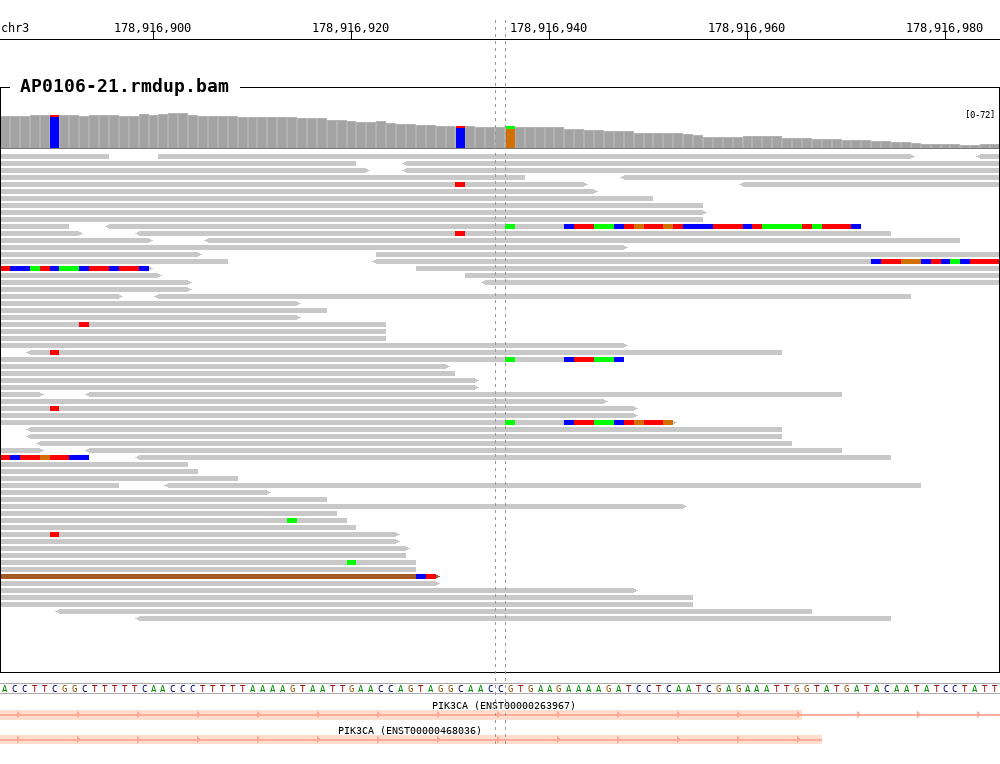 chr3 178,916,900 178,916,920 178,916,940 178,916,960 178,916,980
AP0106-21.rmdup.bam
[0-72]
ACCTTCGGCTTTTTCAACCCTTTTTAAAAGTAATTGAACCAGTAGGCAACCGTGAAGAAAAGATCCTCAATCGAGAAATTGGTATGATACAATATCCTATT
PIK3CA (ENST00000263967)
PIK3CA (ENST00000468036)